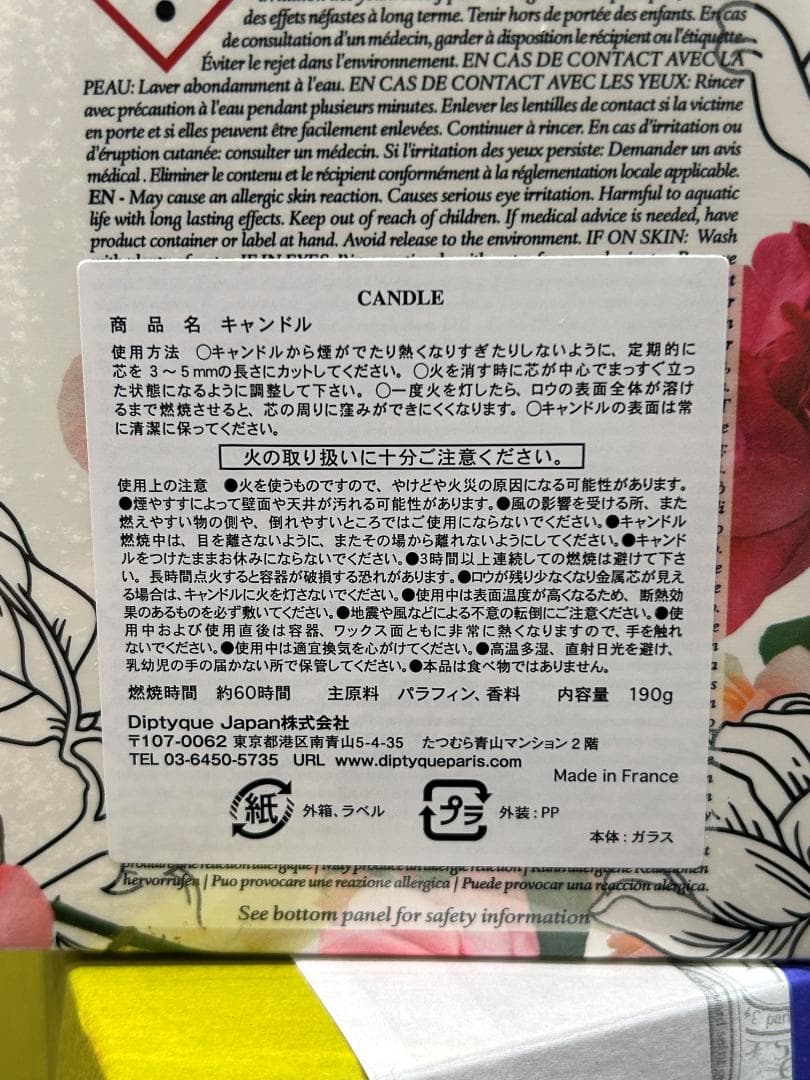 des effets néfastes à long terme. Tenir hors de portée des enfants. En cas
de consultation d'un médecin, garder à disposition le récipient ou l'étiquette.
Éviter le rejet dans l'environnement. EN CAS DE CONTACT AVEC LA
PEAU: Laver abondamment à l'eau. EN CAS DE CONTACT AVEC LES YEUX: Rincer
avec précaution à l'eau pendant plusieurs minutes. Enlever les lentilles de contact si la victime
en porte et si elles peuvent être facilement enlevées. Continuer à rincer. En cas d'irritation ou
d'éruption cutanée: consulter un médecin. Si l'irritation des yeux persiste: Demander un avis
médical . Eliminer le contenu et le récipient conformément à la réglementation locale applicable.
EN - May cause an allergic skin reaction. Causes serious eye irritation. Harmful to aquatic
life with long lasting effects. Keep out of reach of children. If medical advice is needed, have
product container or label at hand. Avoid release to the environment. IF ON SKIN: Wash
CANDLE
商品名 キャンドル
使用方法 ○キャンドルから煙がでたり熱くなりすぎたりしないように、定期的に
芯を3～5mmの長さにカットしてください。○火を消す時に芯が中心でまっすぐ立っ
た状態になるように調整して下さい。○一度火を灯したら、ロウの表面全体が溶け
るまで燃焼させると、芯の周りに窪みができにくくなります。○キャンドルの表面は常
に清潔に保ってください。
火の取り扱いに十分ご注意ください。
使用上の注意 ●火を使うものですので、やけどや火災の原因になる可能性があります。
●煙やすすによって壁面や天井が汚れる可能性があります。●風の影響を受ける所、また
燃えやすい物の側や、倒れやすいところではご使用にならないでください。●キャンドル
燃焼中は、目を離さないように、またその場から離れないようにしてください。●キャンド
ルをつけたままお休みにならないでください。●3時間以上連続しての燃焼は避けて下さ
い。長時間点火すると容器が破損する恐れがあります。●ロウが残り少なくなり金属芯が見え
る場合は、キャンドルに火を灯さないでください。●使用中は表面温度が高くなるため、断熱効
果のあるものを必ず敷いてください。●地震や風などによる不意の転倒にご注意ください。●使
用中および使用直後は容器、ワックス面ともに非常に熱くなりますので、手を触れ
ないでください。●使用中は適宜換気を心がけてください。●高温多湿、直射日光を避け、
乳幼児の手の届かない所で保管してください。●本品は食べ物ではありません。
燃焼時間 約60時間 主原料 パラフィン、香料 内容量 190g
Diptyque Japan株式会社
〒107-0062 東京都港区南青山5-4-35 たつむら青山マンション2階
TEL 03-6450-5735 URL www.diptyqueparis.com
Made in France
紙 外箱、ラベル プラ 外装：PP
本体：ガラス
hervorrufen | Puo provocare una reazione allergica | Puede provocar una reacción alérgica.
See bottom panel for safety information